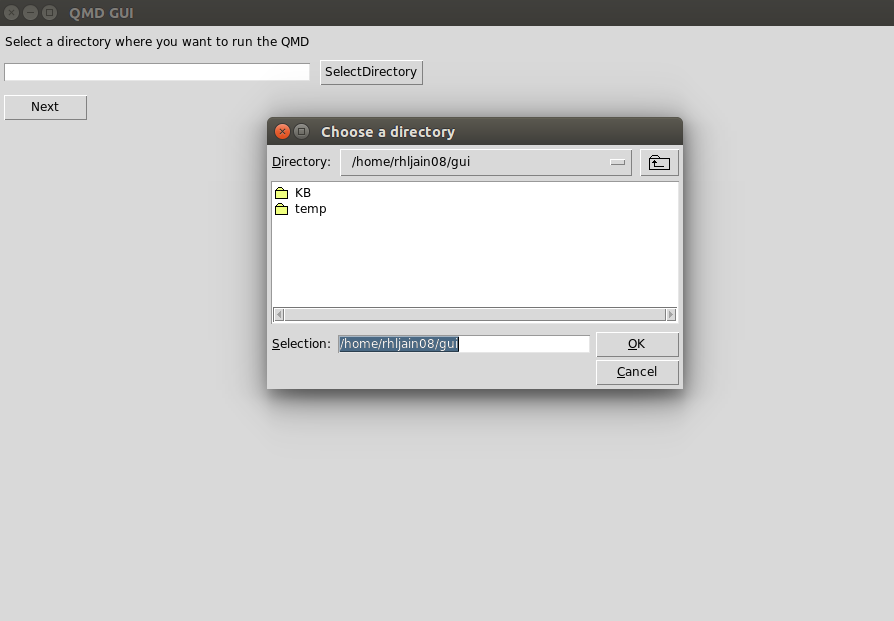 QMD GUI
Select a directory where you want to run the QMD
SelectDirectory
Next
Choose a directory
Directory: /home/rhljain08/gui
KB
temp
Selection: /home/rhljain08/gui OK
Cancel